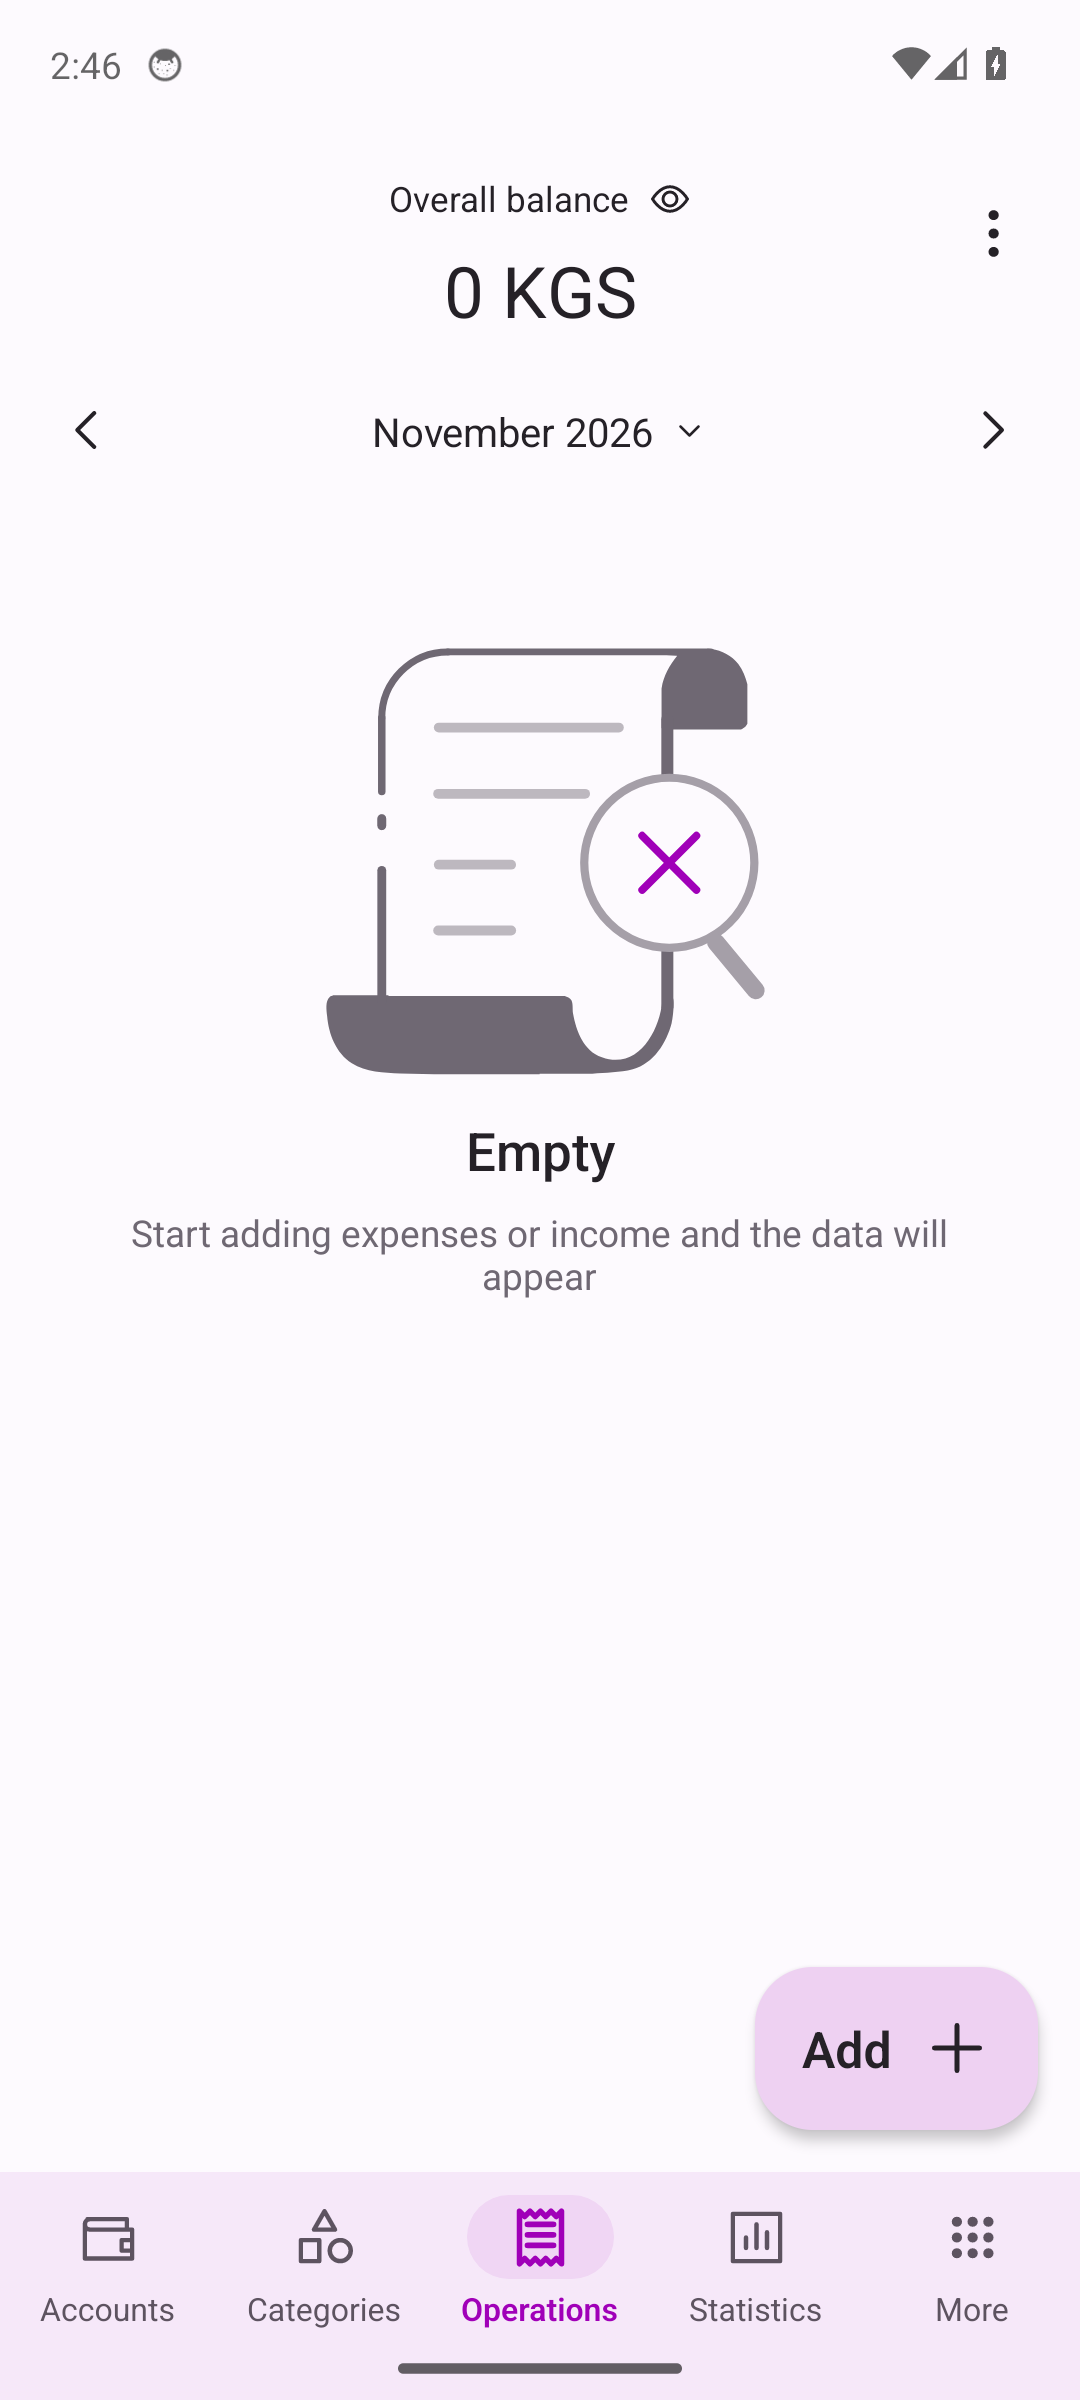 2:46
Overall balance
0 KGS
November 2026
Empty
Start adding expenses or income and the data will
appear
Add
Accounts
Categories
Operations
Statistics
More